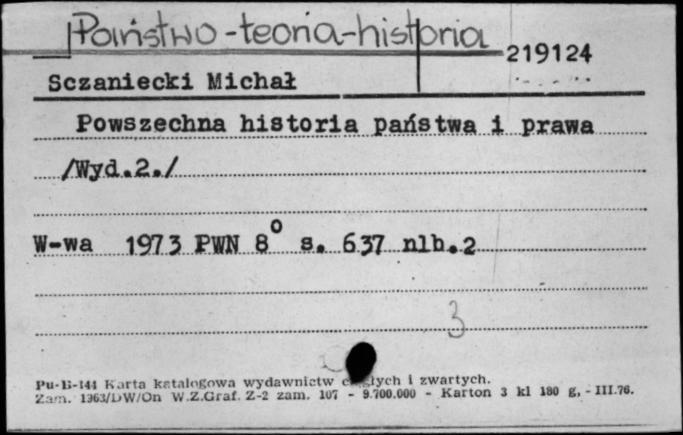 Państwo-teoria-historia
219124
Sczaniecki Michał
Powszechna historia państwa i prawa
/Wyd.2./
W-wa 1973 PWN 8° s. 637 nlb.2
3
Pu-B-144 Karta katalogowa wydawnictw ciągłych i zwartych.
Zam. 1363/DW/On W.Z.Graf. Z-2 zam. 107 - 9.700.000 - Karton 3 kl 180 g, - III.76.